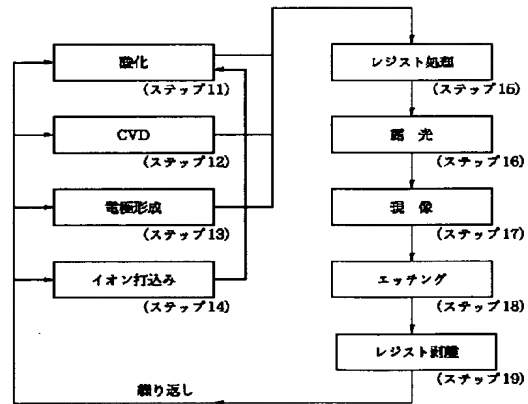 酸化
(ステップ11)
CVD
(ステップ12)
電極形成
(ステップ13)
イオン打込み
(ステップ14)
レジスト処理
(ステップ15)
露 光
(ステップ16)
現 像
(ステップ17)
エッチング
(ステップ18)
レジスト剥離
(ステップ19)
繰り返し